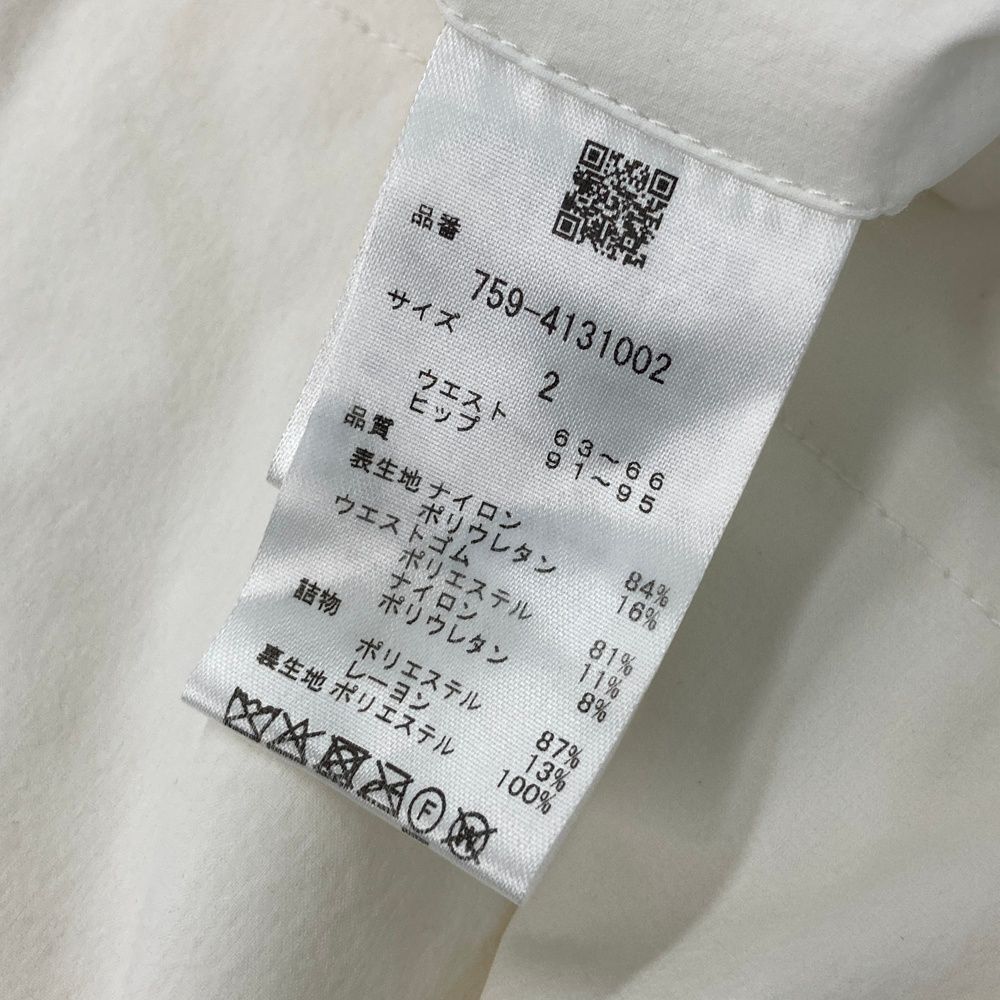 品番
759-4131002
サイズ
2
ウエスト 63～66
ヒップ 91～95
品質
表生地 ナイロン 84%
ポリウレタン 16%
ウエストゴム
ポリエステル 81%
ナイロン 11%
ポリウレタン 8%
詰物
ポリエステル 87%
レーヨン 13%
裏生地 ポリエステル 100%
F
W